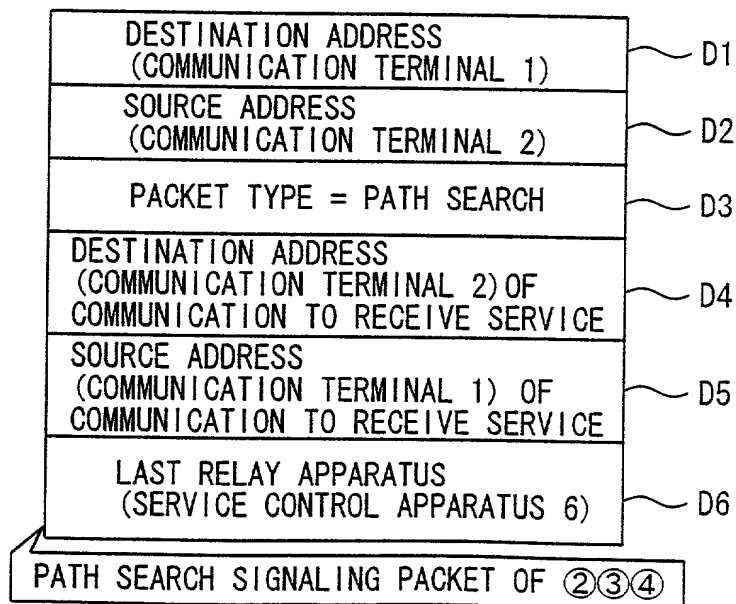 DESTINATION ADDRESS
(COMMUNICATION TERMINAL 1)
D1
SOURCE ADDRESS
(COMMUNICATION TERMINAL 2)
D2
PACKET TYPE = PATH SEARCH
D3
DESTINATION ADDRESS
(COMMUNICATION TERMINAL 2) OF
COMMUNICATION TO RECEIVE SERVICE
D4
SOURCE ADDRESS
(COMMUNICATION TERMINAL 1) OF
COMMUNICATION TO RECEIVE SERVICE
D5
LAST RELAY APPARATUS
(SERVICE CONTROL APPARATUS 6)
D6
PATH SEARCH SIGNALING PACKET OF ②③④